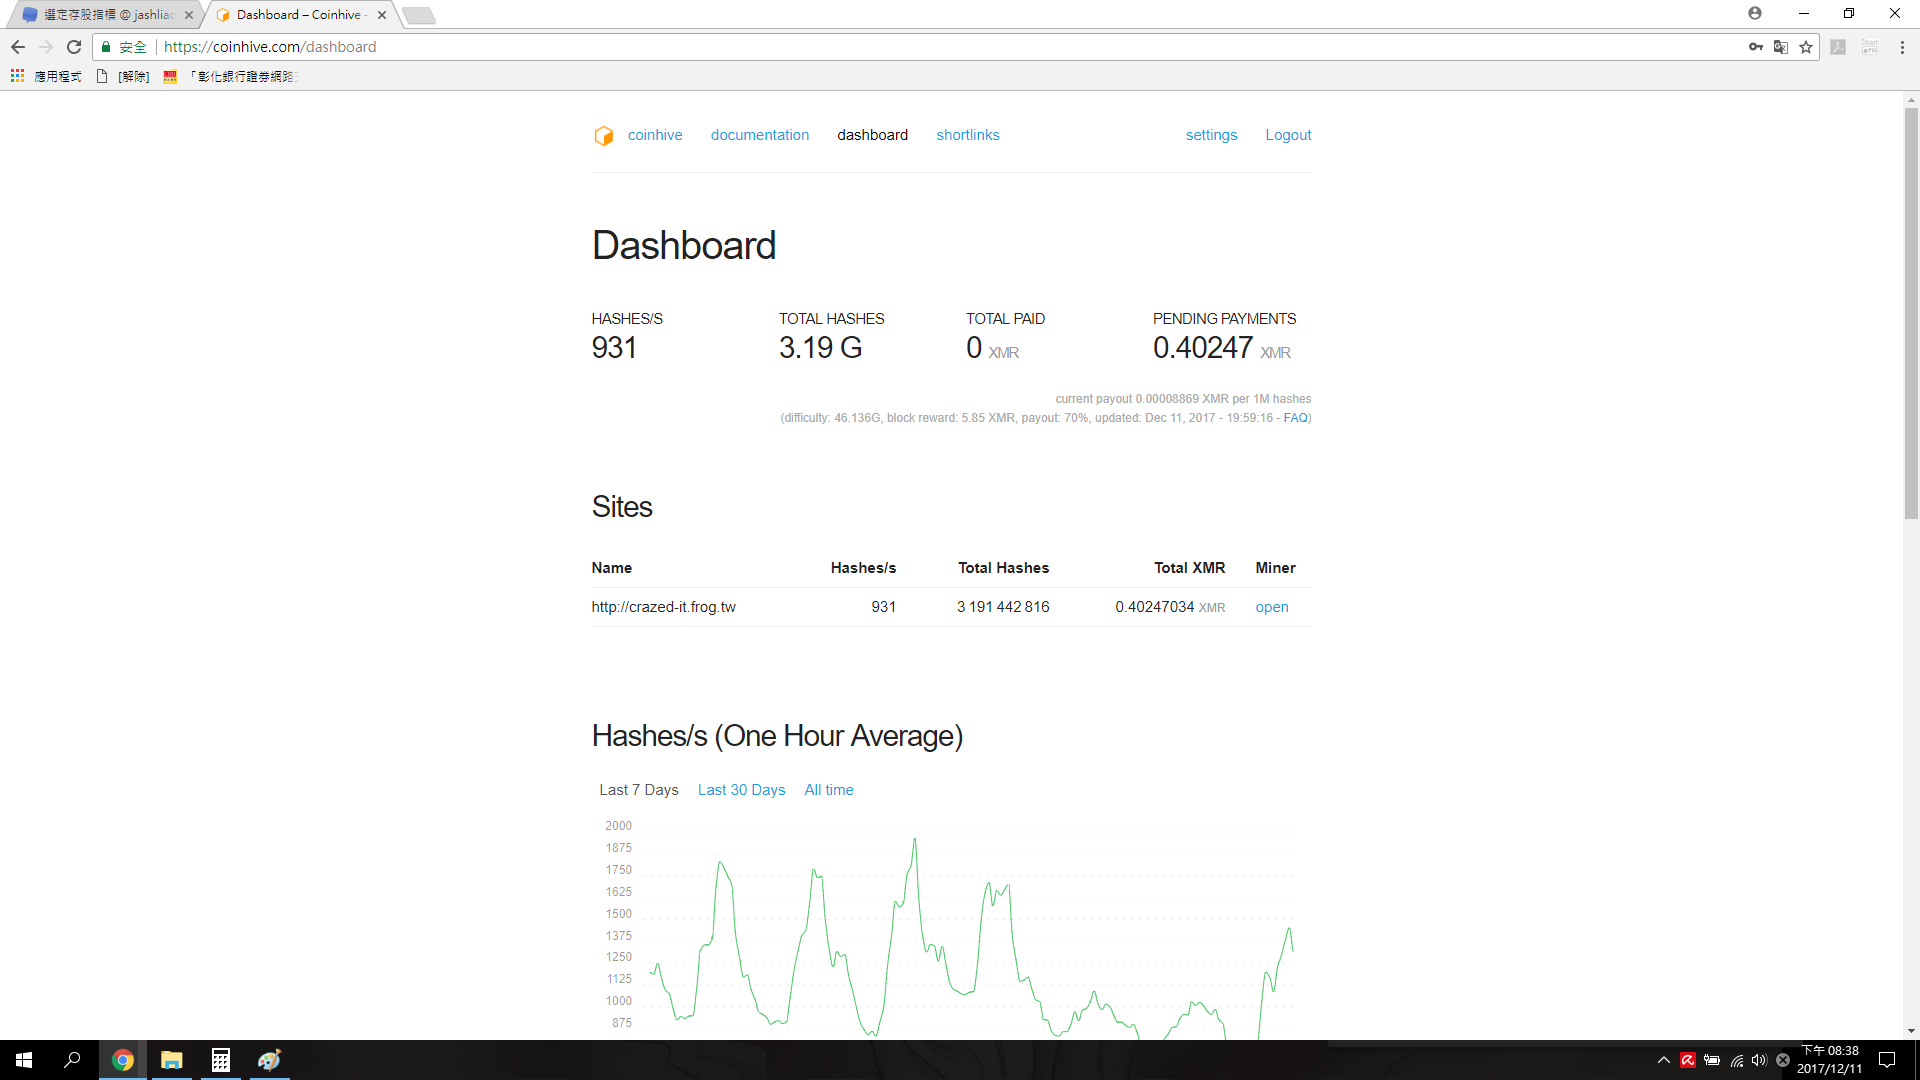 選定存股指標 @ jashliao
Dashboard – Coinhive –
安全 https://coinhive.com/dashboard
應用程式 [解除] 「彰化銀行證券網路
coinhive documentation dashboard shortlinks settings Logout
Dashboard
HASHES/S TOTAL HASHES TOTAL PAID PENDING PAYMENTS
931 3.19 G 0 XMR 0.40247 XMR
current payout 0.00008869 XMR per 1M hashes
(difficulty: 46.136G, block reward: 5.85 XMR, payout: 70%, updated: Dec 11, 2017 - 19:59:16 - FAQ)
Sites
Name Hashes/s Total Hashes Total XMR Miner
http://crazed-it.frog.tw 931 3 191 442 816 0.40247034 XMR open
Hashes/s (One Hour Average)
Last 7 Days Last 30 Days All time
2000
1875
1750
1625
1500
1375
1250
1125
1000
875
下午 08:38
2017/12/11